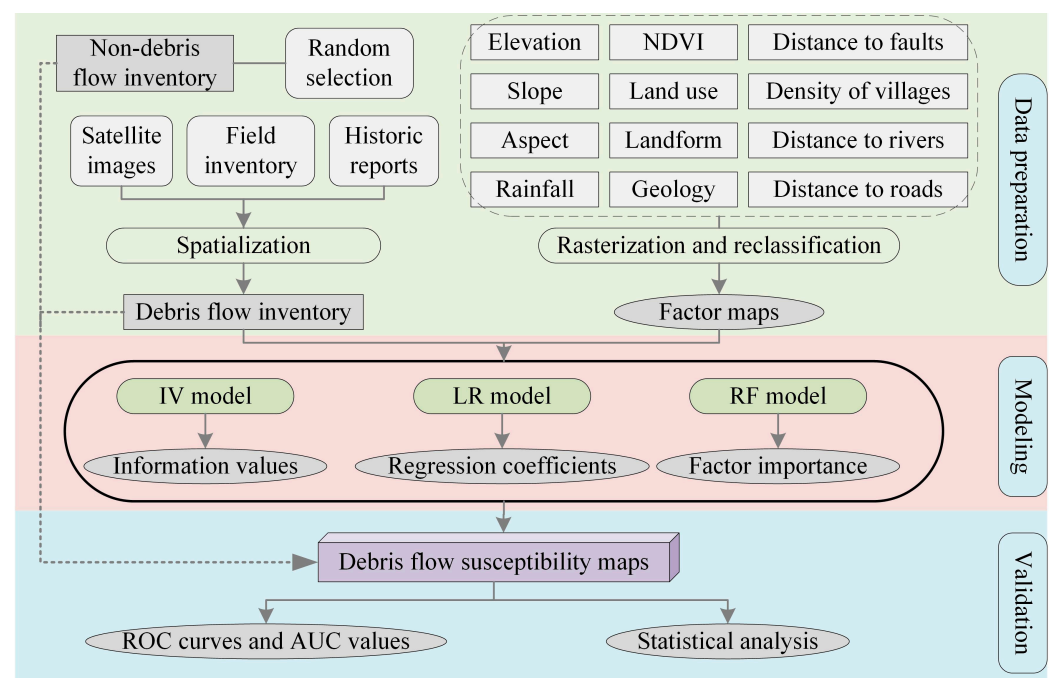 Non-debris
flow inventory
Random
selection
Satellite
images
Field
inventory
Historic
reports
Spatialization
Debris flow inventory
Elevation
NDVI
Distance to faults
Slope
Land use
Density of villages
Aspect
Landform
Distance to rivers
Rainfall
Geology
Distance to roads
Rasterization and reclassification
Factor maps
Data preparation
IV model
LR model
RF model
Information values
Regression coefficients
Factor importance
Modeling
Debris flow susceptibility maps
ROC curves and AUC values
Statistical analysis
Validation